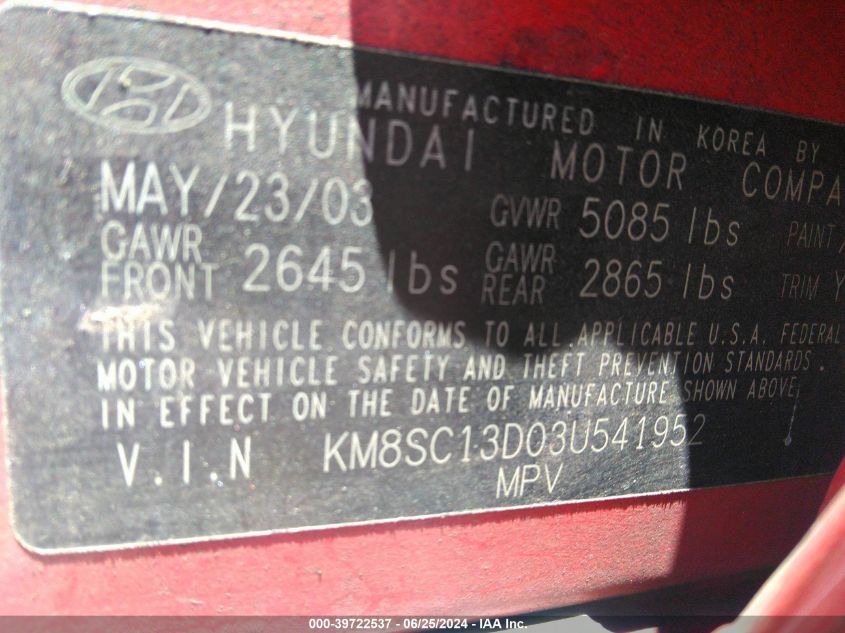 MANUFACTURED IN KOREA BY
HYUNDAI MOTOR COMPA
MAY/23/03 GVWR 5085 lbs PAINT/
GAWR FRONT 2645 lbs GAWR REAR 2865 lbs TRIM Y
THIS VEHICLE CONFORMS TO ALL APPLICABLE U.S.A. FEDERAL
MOTOR VEHICLE SAFETY AND THEFT PREVENTION STANDARDS.
IN EFFECT ON THE DATE OF MANUFACTURE SHOWN ABOVE
V.I.N KM8SC13D03U541952
MPV
000-39722537 - 06/25/2024 - IAA Inc.